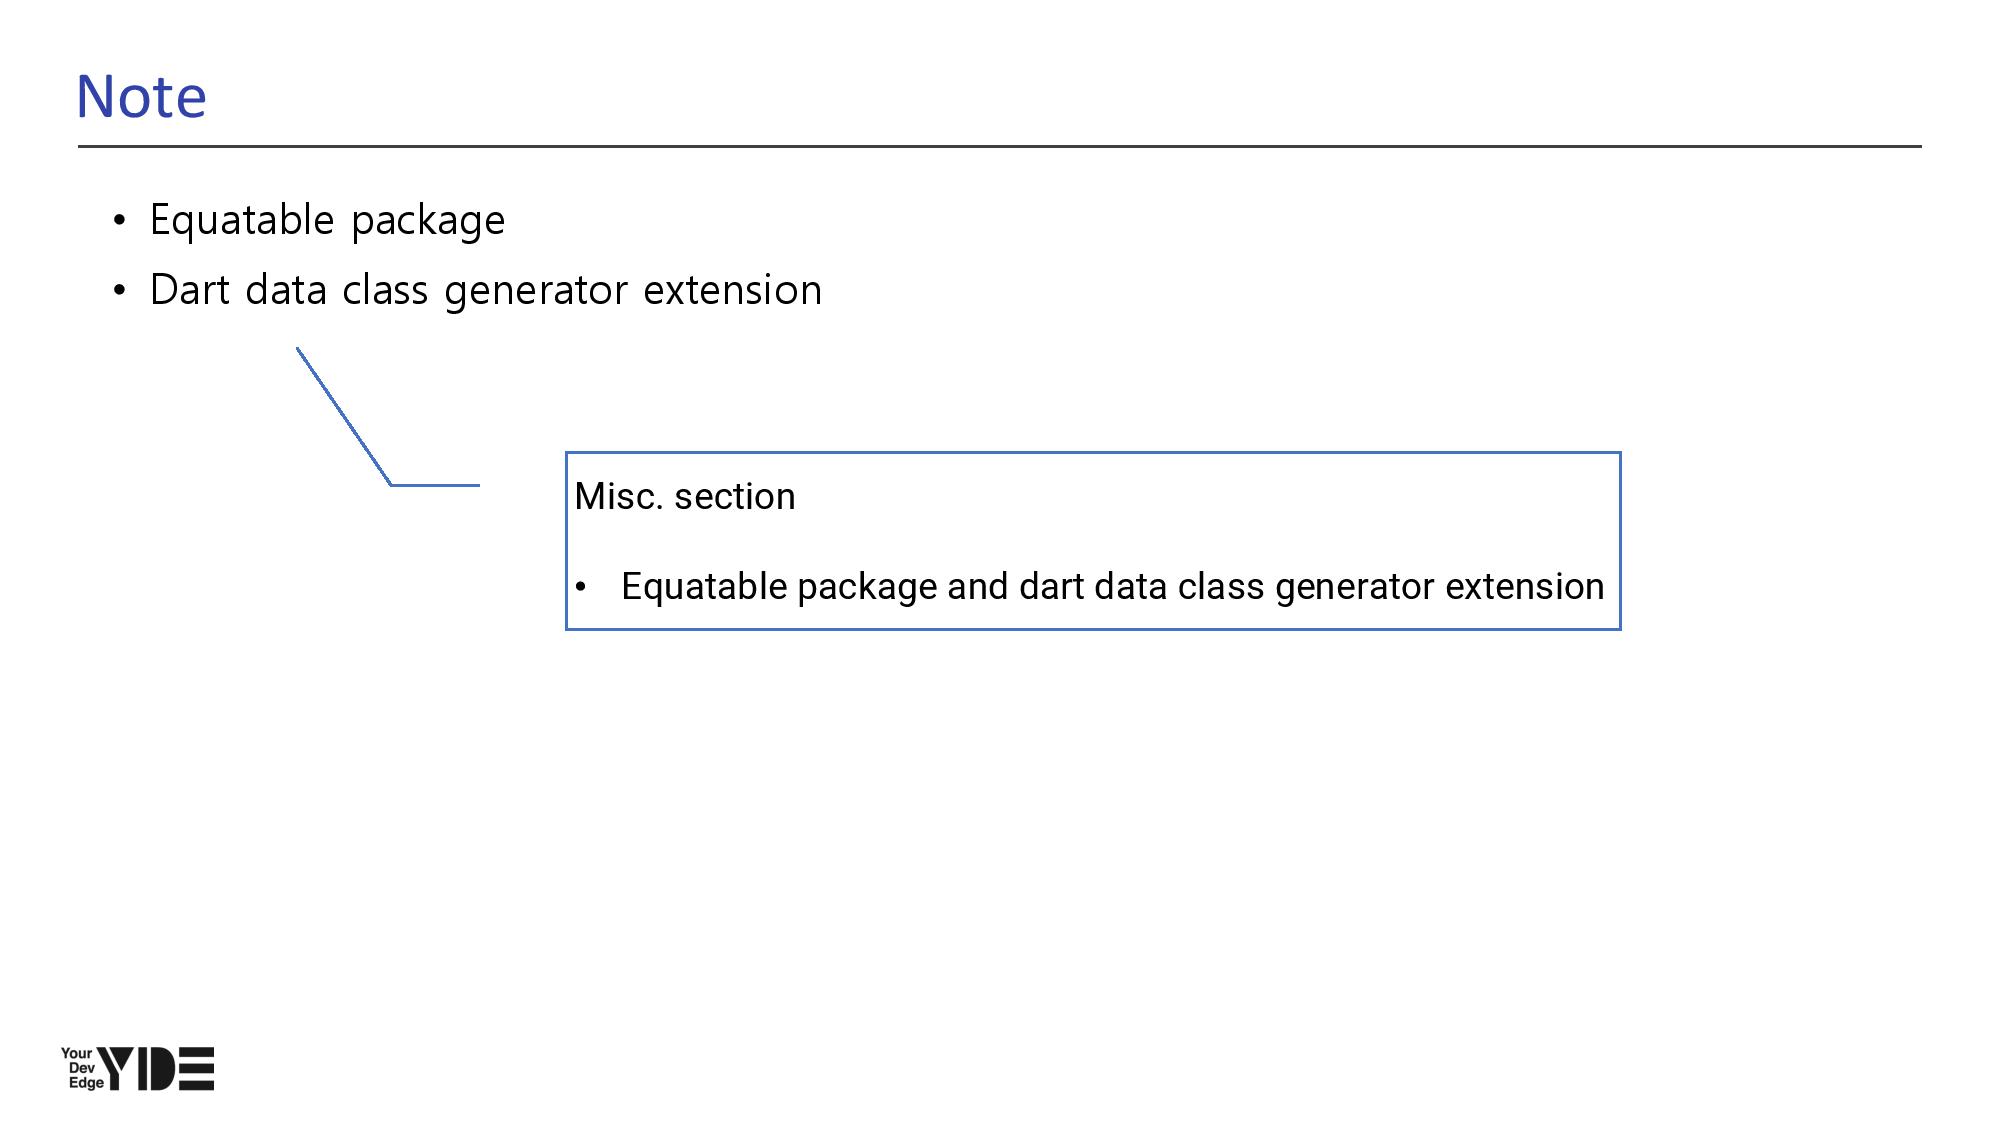 Note
• Equatable package
• Dart data class generator extension
Misc. section
• Equatable package and dart data class generator extension
Your
Dev
Edge
YDE